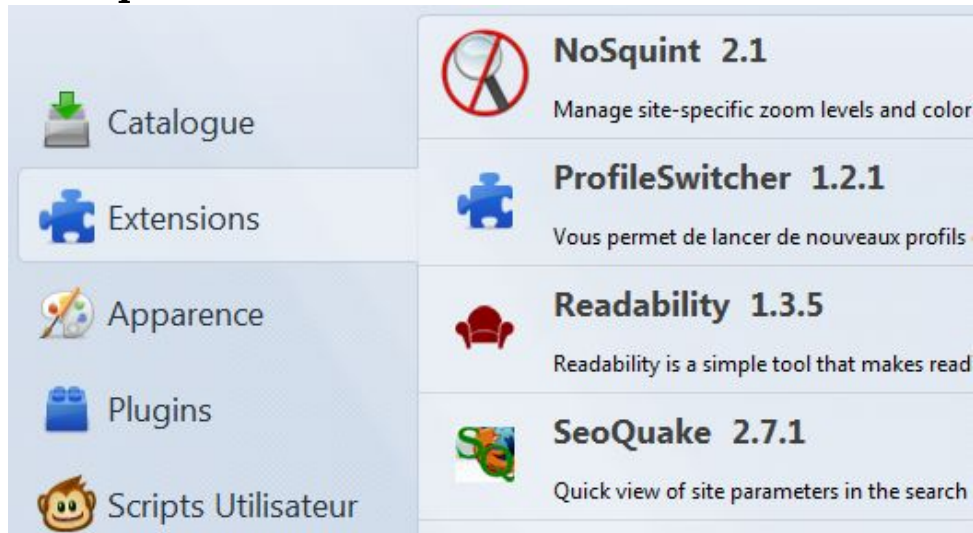 Catalogue
Extensions
Apparence
Plugins
Scripts Utilisateur
NoSquint 2.1
Manage site-specific zoom levels and color
ProfileSwitcher 1.2.1
Vous permet de lancer de nouveaux profils
Readability 1.3.5
Readability is a simple tool that makes read
SeoQuake 2.7.1
Quick view of site parameters in the search